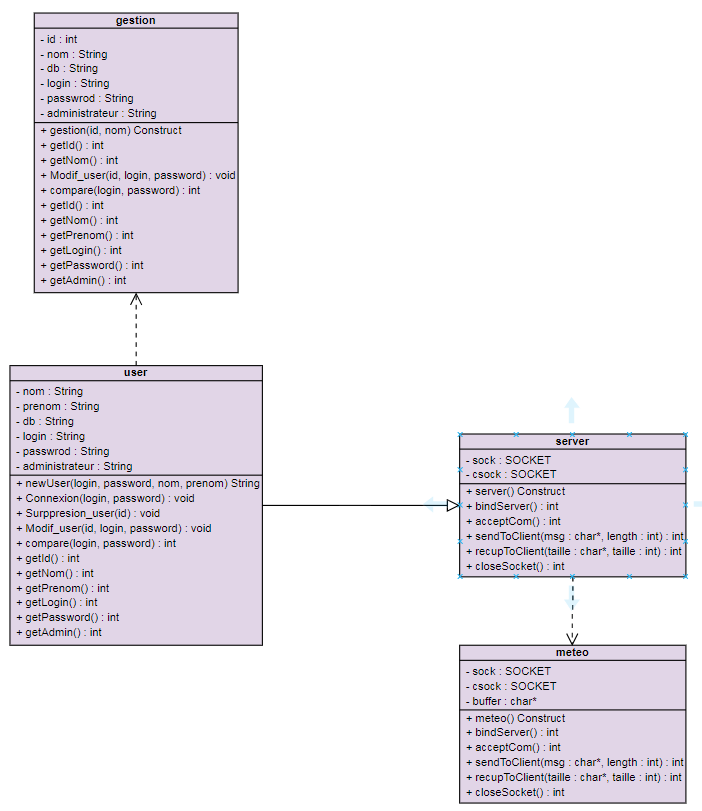 gestion
- id : int
- nom : String
- db : String
- login : String
- passwrod : String
- administrateur : String
+ gestion(id, nom) Construct
+ getId() : int
+ getNom() : int
+ Modif_user(id, login, password) : void
+ compare(login, password) : int
+ getId() : int
+ getNom() : int
+ getPrenom() : int
+ getLogin() : int
+ getPassword() : int
+ getAdmin() : int
user
- nom : String
- prenom : String
- db : String
- login : String
- passwrod : String
- administrateur : String
+ newUser(login, password, nom, prenom) String
+ Connexion(login, password) : void
+ Surppresion_user(id) : void
+ Modif_user(id, login, password) : void
+ compare(login, password) : int
+ getId() : int
+ getNom() : int
+ getPrenom() : int
+ getLogin() : int
+ getPassword() : int
+ getAdmin() : int
server
- sock : SOCKET
- csock : SOCKET
+ server() Construct
+ bindServer() : int
+ acceptCom() : int
+ sendToClient(msg : char*, length : int) : int
+ recupToClient(taille : char*, taille : int) : int
+ closeSocket() : int
meteo
- sock : SOCKET
- csock : SOCKET
- buffer : char*
+ meteo() Construct
+ bindServer() : int
+ acceptCom() : int
+ sendToClient(msg : char*, length : int) : int
+ recupToClient(taille : char*, taille : int) : int
+ closeSocket() : int